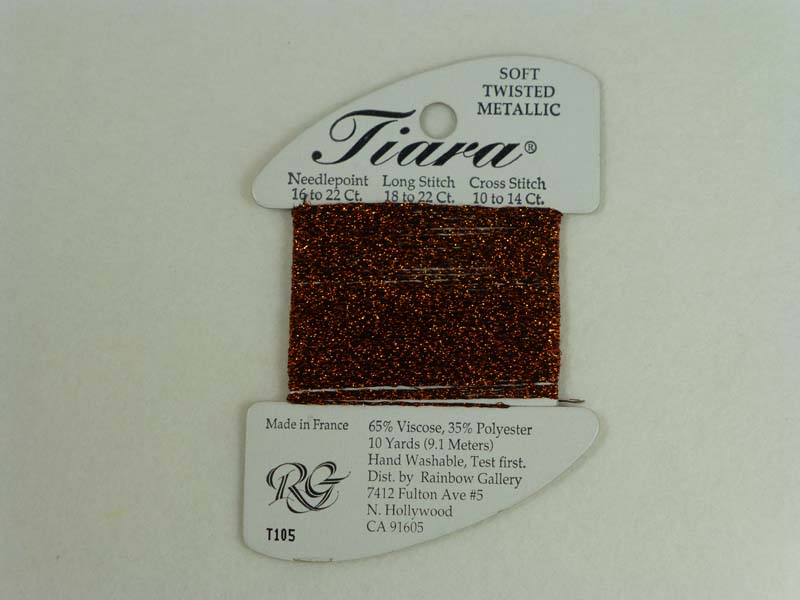 SOFT
TWISTED
METALLIC
Tiara®
Needlepoint Long Stitch Cross Stitch
16 to 22 Ct. 18 to 22 Ct. 10 to 14 Ct.
Made in France
65% Viscose, 35% Polyester
10 Yards (9.1 Meters)
Hand Washable, Test first.
Dist. by Rainbow Gallery
7412 Fulton Ave #5
N. Hollywood
CA 91605
RG
T105